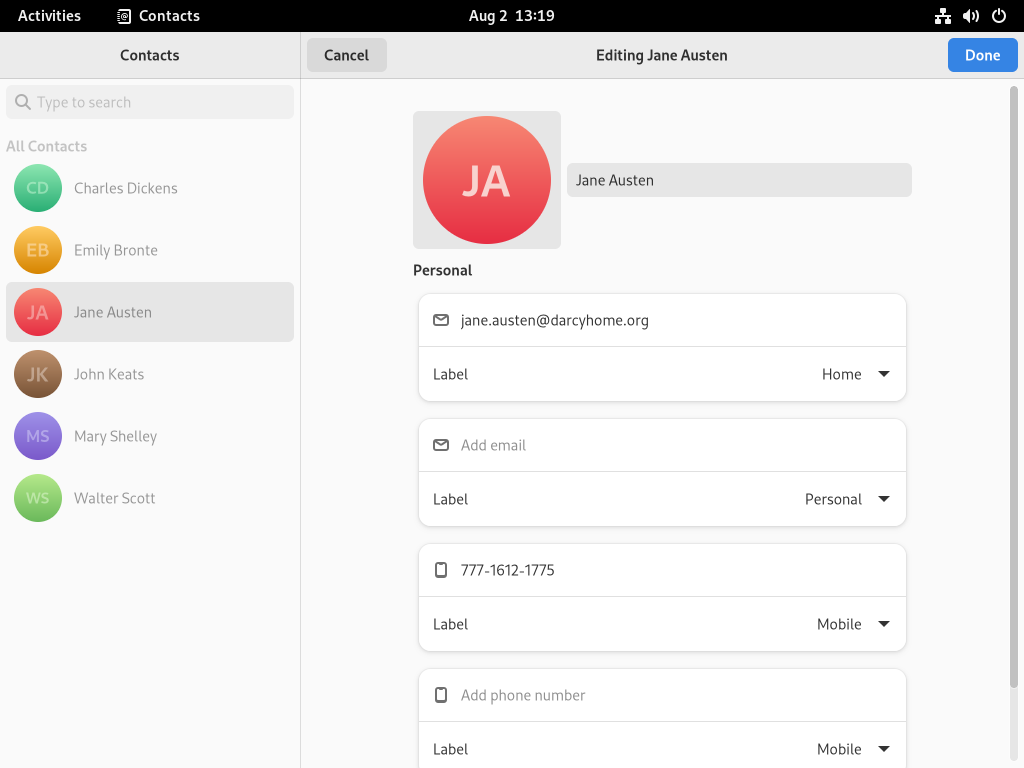 Activities Contacts Aug 2 13:19
Contacts
Cancel Editing Jane Austen Done
Type to search
All Contacts
CD Charles Dickens
EB Emily Bronte
JA Jane Austen
JK John Keats
MS Mary Shelley
WS Walter Scott
JA
Jane Austen
Personal
jane.austen@darcyhome.org
Label Home
Add email
Label Personal
777-1612-1775
Label Mobile
Add phone number
Label Mobile